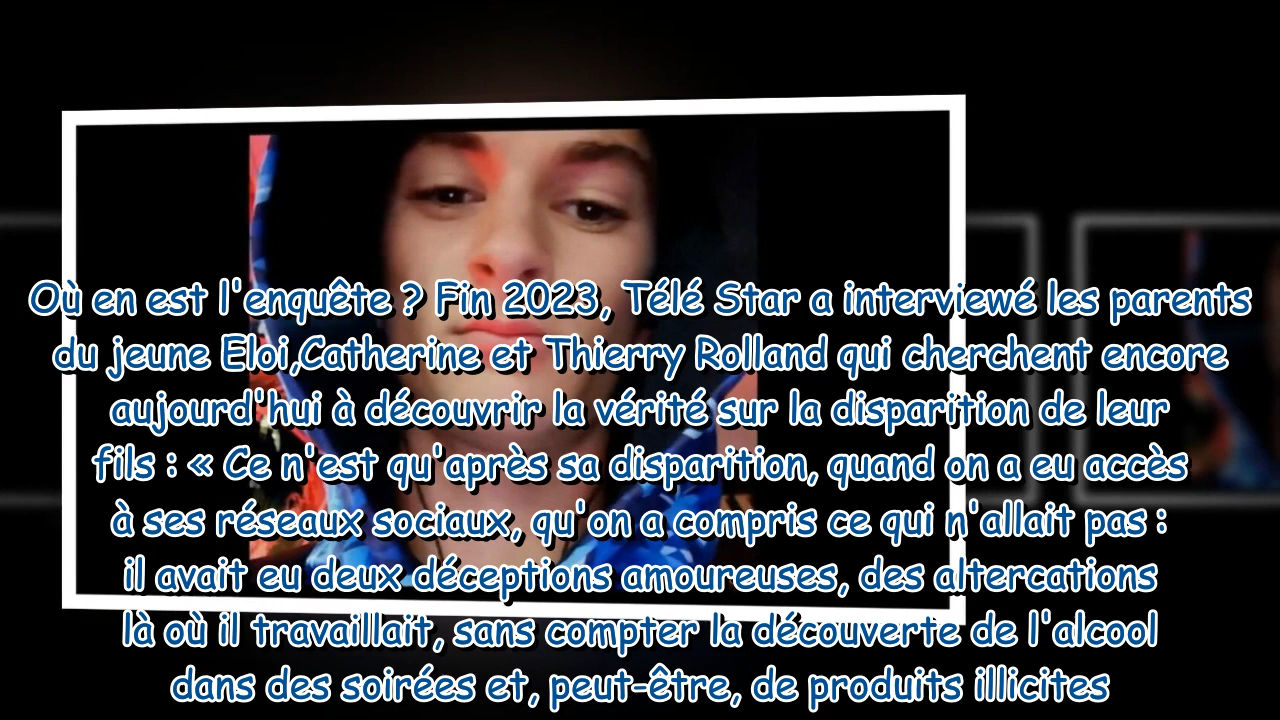 Où en est l'enquête ? Fin 2023, Télé Star a interviewé les parents
du jeune Eloi,Catherine et Thierry Rolland qui cherchent encore
aujourd'hui à découvrir la vérité sur la disparition de leur
fils : « Ce n'est qu'après sa disparition, quand on a eu accès
à ses réseaux sociaux, qu'on a compris ce qui n'allait pas :
il avait eu deux déceptions amoureuses, des altercations
là où il travaillait, sans compter la découverte de l'alcool
dans des soirées et, peut-être, de produits illicites